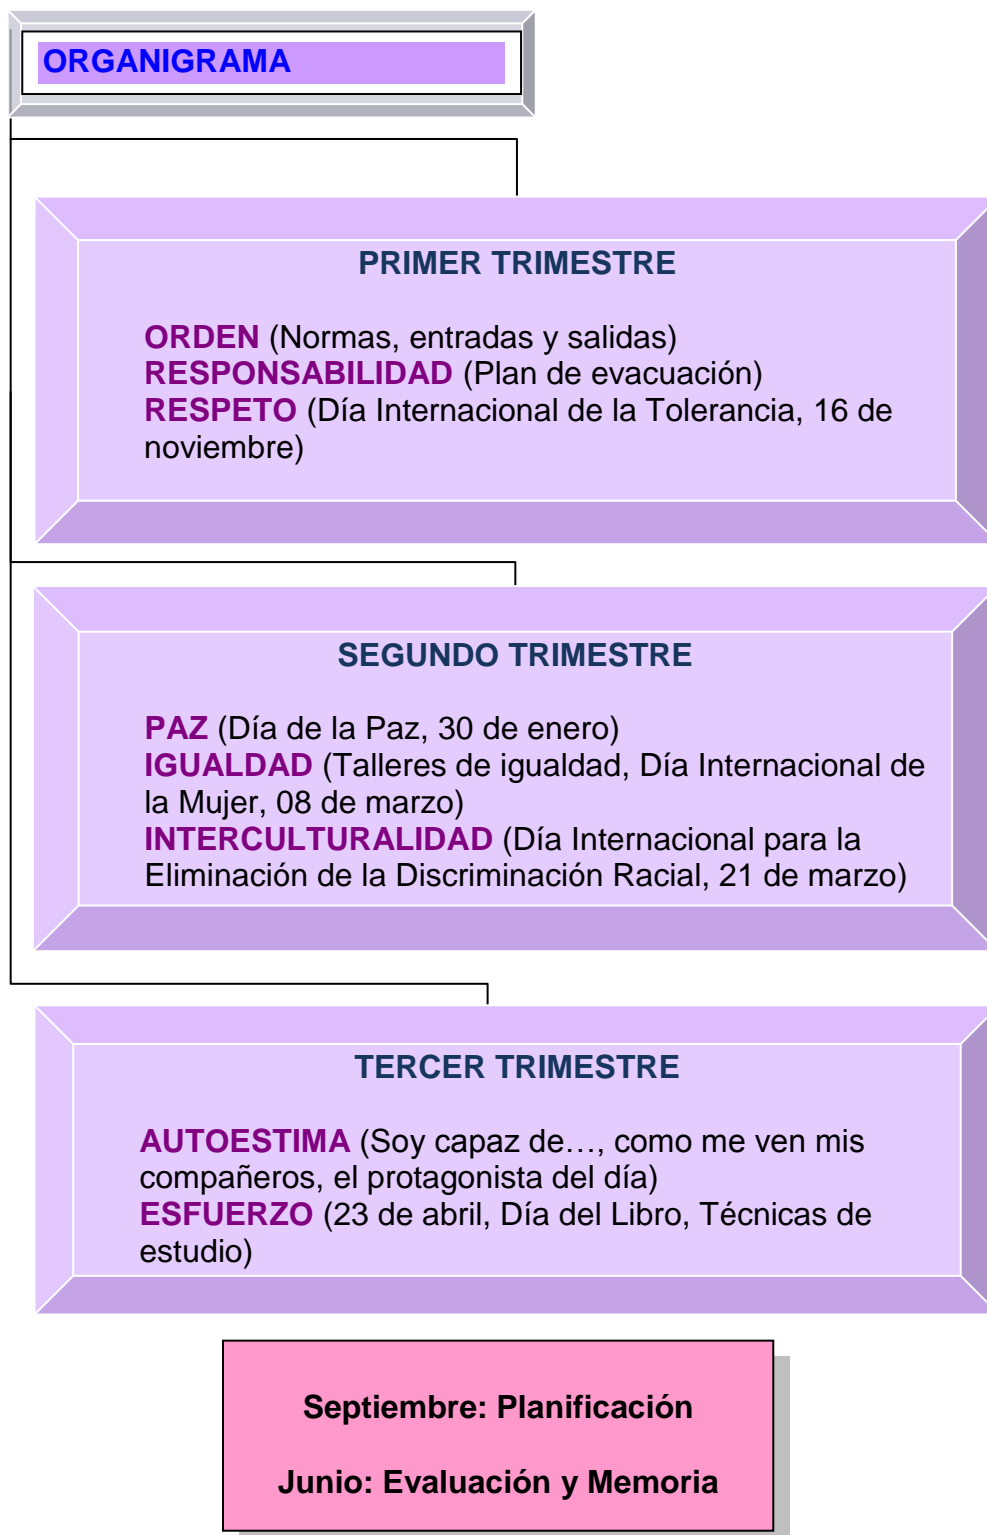 ORGANIGRAMA
PRIMER TRIMESTRE
ORDEN (Normas, entradas y salidas)
RESPONSABILIDAD (Plan de evacuación)
RESPETO (Día Internacional de la Tolerancia, 16 de
noviembre)
SEGUNDO TRIMESTRE
PAZ (Día de la Paz, 30 de enero)
IGUALDAD (Talleres de igualdad, Día Internacional de
la Mujer, 08 de marzo)
INTERCULTURALIDAD (Día Internacional para la
Eliminación de la Discriminación Racial, 21 de marzo)
TERCER TRIMESTRE
AUTOESTIMA (Soy capaz de…, como me ven mis
compañeros, el protagonista del día)
ESFUERZO (23 de abril, Día del Libro, Técnicas de
estudio)
Septiembre: Planificación
Junio: Evaluación y Memoria